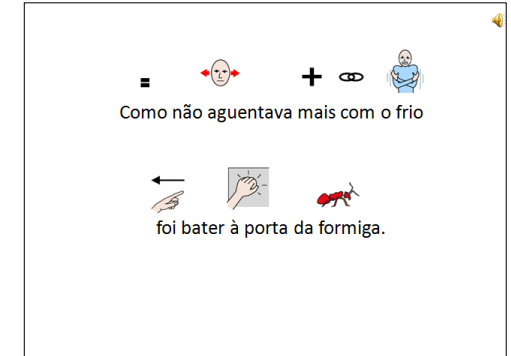 Como não aguentava mais com o frio
foi bater à porta da formiga.